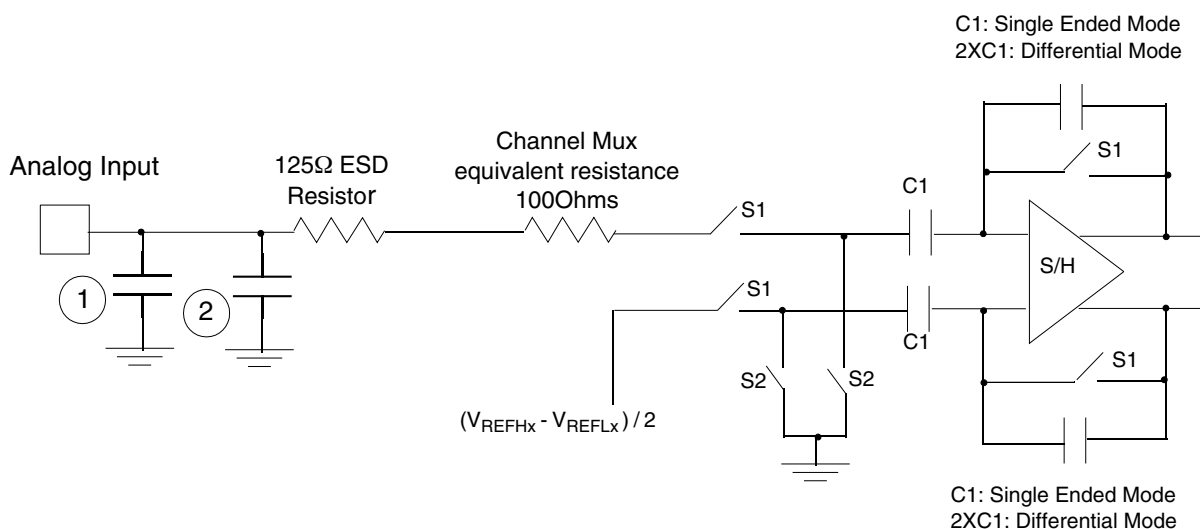 C1: Single Ended Mode
2XC1: Differential Mode
Analog Input
125Ω ESD
Resistor
Channel Mux
equivalent resistance
100Ohms
S1
C1
S1
S/H
1
2
S1
C1
S1
S2
S2
(VREFHx - VREFLx) / 2
C1: Single Ended Mode
2XC1: Differential Mode